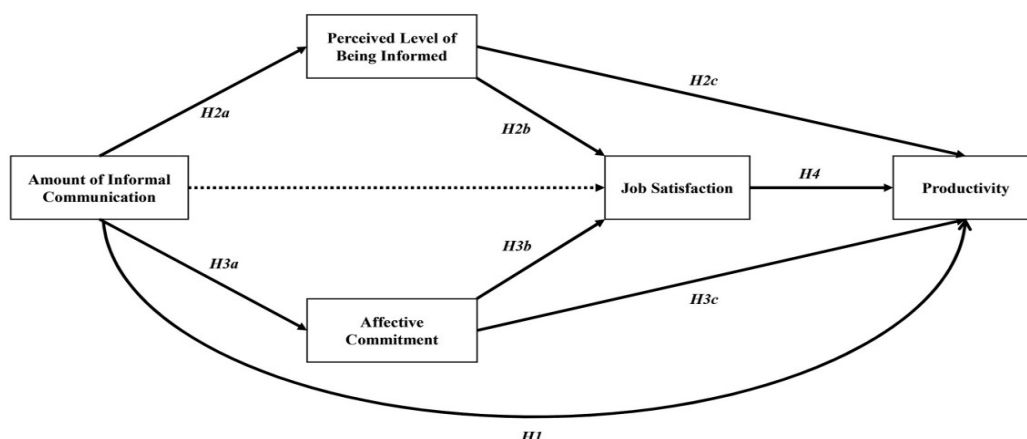 Perceived Level of
Being Informed
H2c
H2a
H2b
Amount of Informal
Communication
Job Satisfaction
H4
Productivity
H3a
H3b
H3c
Affective
Commitment
H1